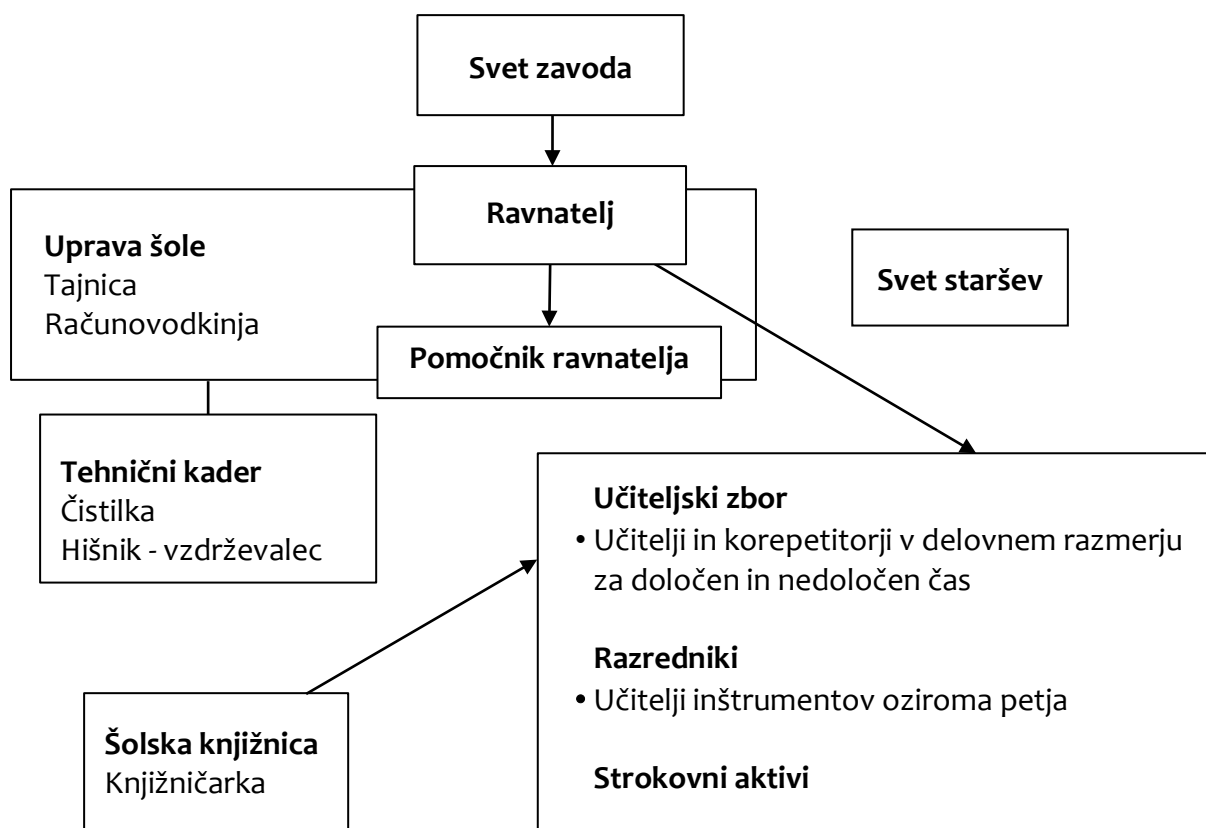 Svet zavoda
Ravnatelj
Uprava šole
Tajnica
Računovodkinja
Svet staršev
Pomočnik ravnatelja
Tehnični kader
Čistilka
Hišnik - vzdrževalec
Učiteljski zbor
• Učitelji in korepetitorji v delovnem razmerju
za določen in nedoločen čas
Razredniki
• Učitelji inštrumentov oziroma petja
Strokovni aktivi
Šolska knjižnica
Knjižničarka